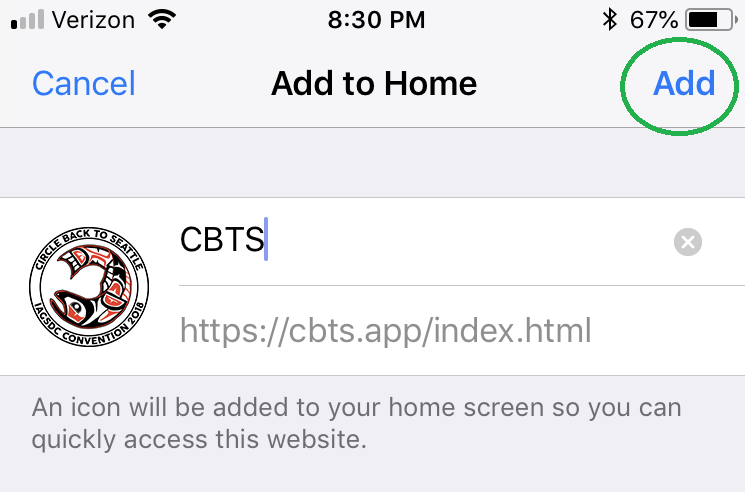 Verizon 8:30 PM 67%
Cancel Add to Home Add
CBTS
CIRCLE BACK TO SEATTLE
IAGSDC CONVENTION 2018
https://cbts.app/index.html
An icon will be added to your home screen so you can
quickly access this website.